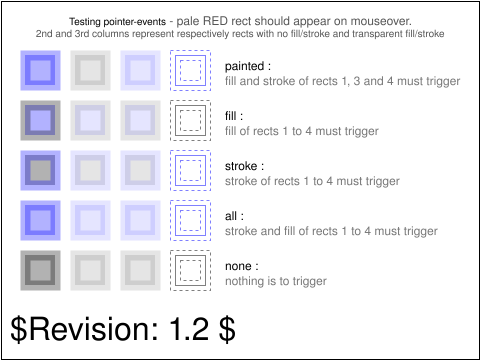 Testing pointer-events - pale RED rect should appear on mouseover.
2nd and 3rd columns represent respectively rects with no fill/stroke and transparent fill/stroke
painted :
fill and stroke of rects 1, 3 and 4 must trigger
fill :
fill of rects 1 to 4 must trigger
stroke :
stroke of rects 1 to 4 must trigger
all :
stroke and fill of rects 1 to 4 must trigger
none :
nothing is to trigger
$Revision: 1.2 $